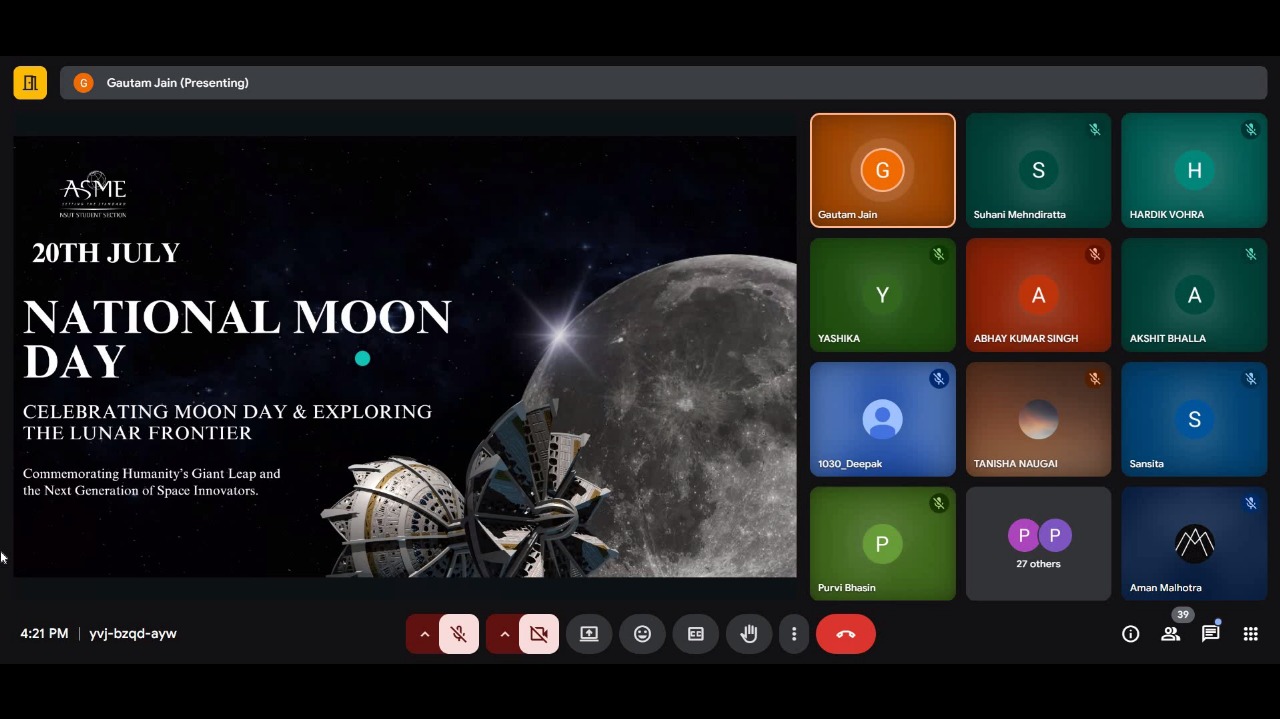 G Gautam Jain (Presenting)
ASME
SETTING THE STANDARD
NSUT STUDENT SECTION
20TH JULY
NATIONAL MOON
DAY
CELEBRATING MOON DAY & EXPLORING
THE LUNAR FRONTIER
Commemorating Humanity's Giant Leap and
the Next Generation of Space Innovators.
G
Gautam Jain
S
Suhani Mehndiratta
H
HARDIK VOHRA
Y
YASHIKA
A
ABHAY KUMAR SINGH
A
AKSHIT BHALLA
1030_Deepak
TANISHA NAUGAI
S
Sansita
P
Purvi Bhasin
P P
27 others
Aman Malhotra
4:21 PM yvj-bzqd-ayw
39